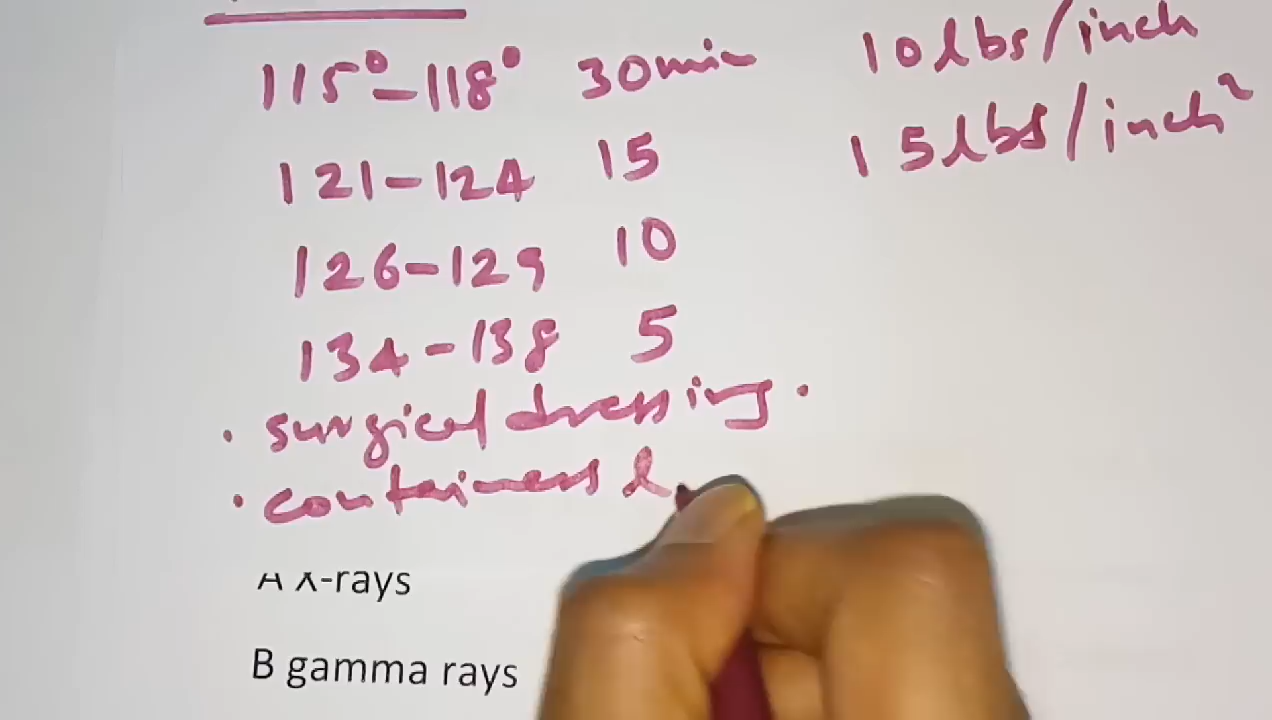 115°-118° 30min 10lbs/inch
121-124 15 15lbs/inch²
126-129 10
134-138 5
. surgical dressing.
. containers
A X-rays
B gamma rays